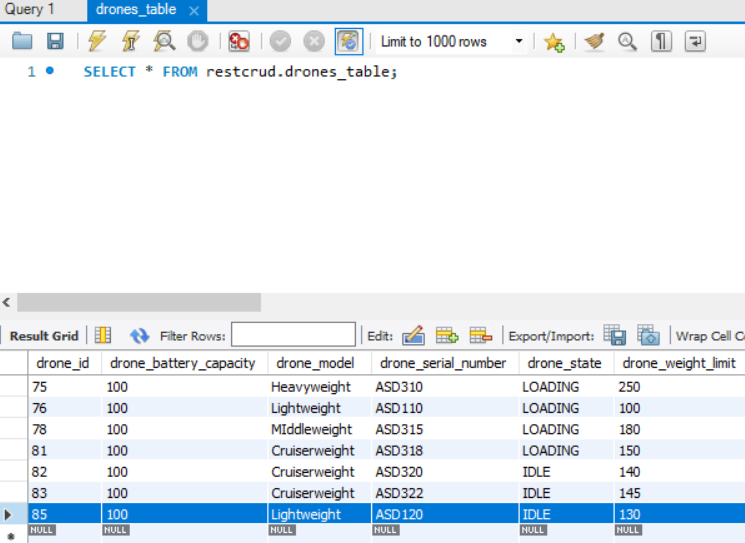 Query 1 drones_table ×
Limit to 1000 rows
1 SELECT * FROM restcrud.drones_table;
Result Grid Filter Rows: Edit: Export/Import: Wrap Cell Co
drone_id drone_battery_capacity drone_model drone_serial_number drone_state drone_weight_limit
75 100 Heavyweight ASD310 LOADING 250
76 100 Lightweight ASD110 LOADING 100
78 100 MIddleweight ASD315 LOADING 180
81 100 Cruiserweight ASD318 LOADING 150
82 100 Cruiserweight ASD320 IDLE 140
83 100 Cruiserweight ASD322 IDLE 145
85 100 Lightweight ASD120 IDLE 130
NULL NULL NULL NULL NULL NULL